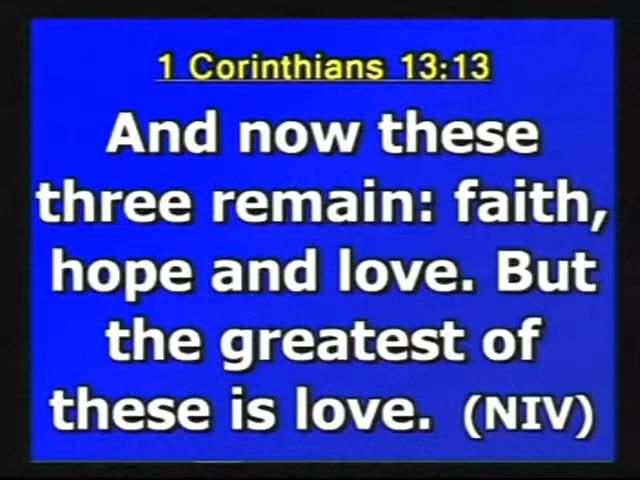 1 Corinthians 13:13
And now these
three remain: faith,
hope and love. But
the greatest of
these is love. (NIV)